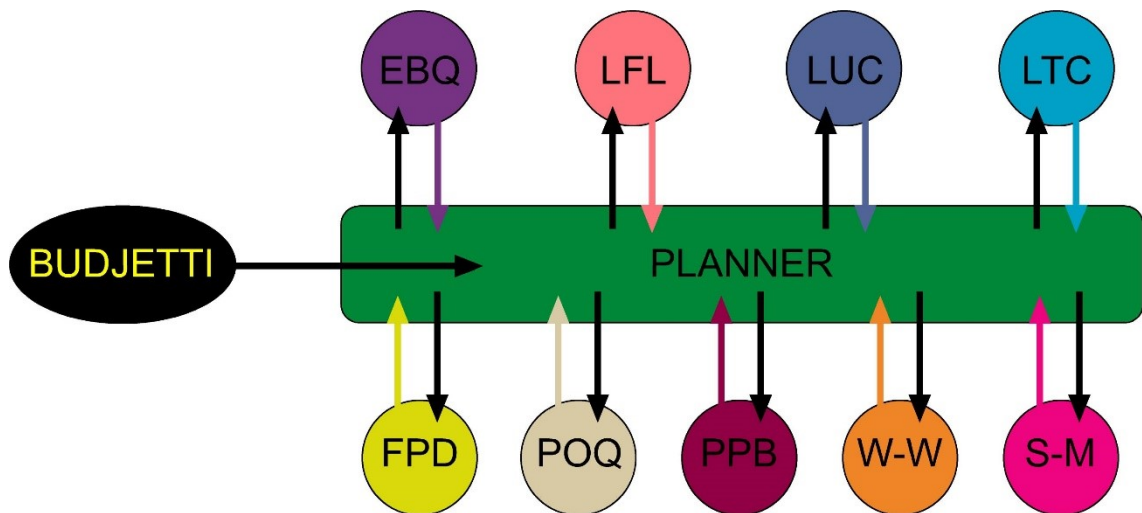 EBQ
LFL
LUC
LTC
BUDJETTI
PLANNER
FPD
POQ
PPB
W-W
S-M